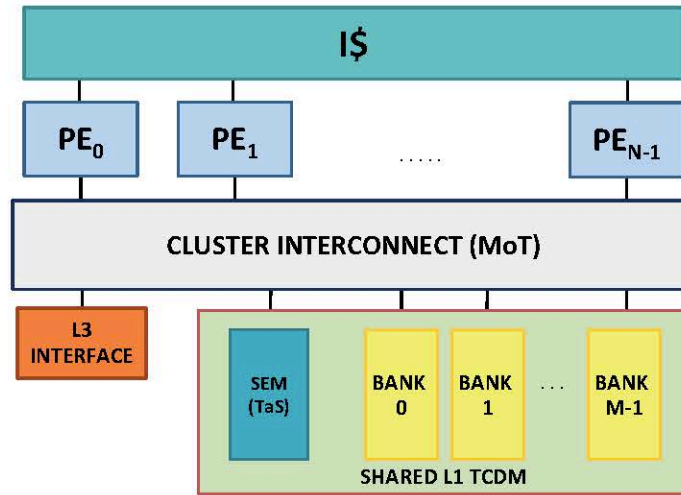 I$
PE0
PE1
.....
PEN-1
CLUSTER INTERCONNECT (MoT)
L3
INTERFACE
SEM
(TaS)
BANK
0
BANK
1
...
BANK
M-1
SHARED L1 TCDM